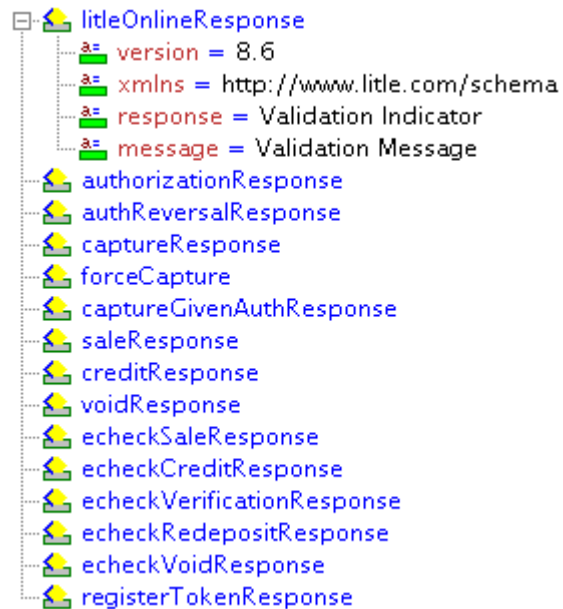 litleOnlineResponse
version = 8.6
xmlns = http://www.litle.com/schema
response = Validation Indicator
message = Validation Message
authorizationResponse
authReversalResponse
captureResponse
forceCapture
captureGivenAuthResponse
saleResponse
creditResponse
voidResponse
echeckSaleResponse
echeckCreditResponse
echeckVerificationResponse
echeckRedepositResponse
echeckVoidResponse
registerTokenResponse